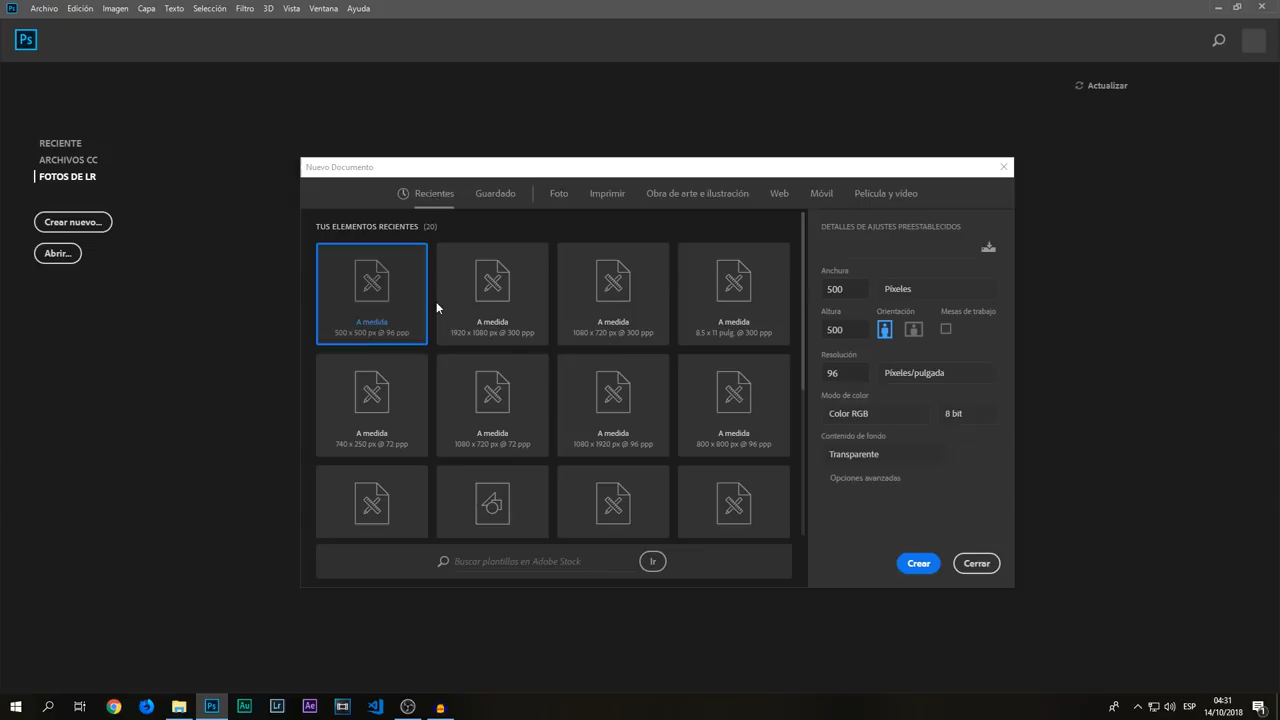 Ps Archivo Edición Imagen Capa Texto Selección Filtro 3D Vista Ventana Ayuda
Ps
Actualizar
RECIENTE
ARCHIVOS CC
FOTOS DE LR
Crear nuevo...
Abrir...
Nuevo Documento
Recientes Guardado Foto Imprimir Obra de arte e ilustración Web Móvil Película y vídeo
TUS ELEMENTOS RECIENTES (20)
A medida
500 x 500 px @ 96 ppp
A medida
1920 x 1080 px @ 300 ppp
A medida
1080 x 720 px @ 300 ppp
A medida
8.5 x 11 pulg. @ 300 ppp
A medida
740 x 250 px @ 72 ppp
A medida
1080 x 720 px @ 72 ppp
A medida
1080 x 1920 px @ 96 ppp
A medida
800 x 800 px @ 96 ppp
Buscar plantillas en Adobe Stock Ir
DETALLES DE AJUSTES PREESTABLECIDOS
Anchura
500 Píxeles
Altura Orientación Mesas de trabajo
500
Resolución
96 Píxeles/pulgada
Modo de color
Color RGB 8 bit
Contenido de fondo
Transparente
Opciones avanzadas
Crear Cerrar
Ps Au Lr Ae
ESP
04:31
14/10/2018
1